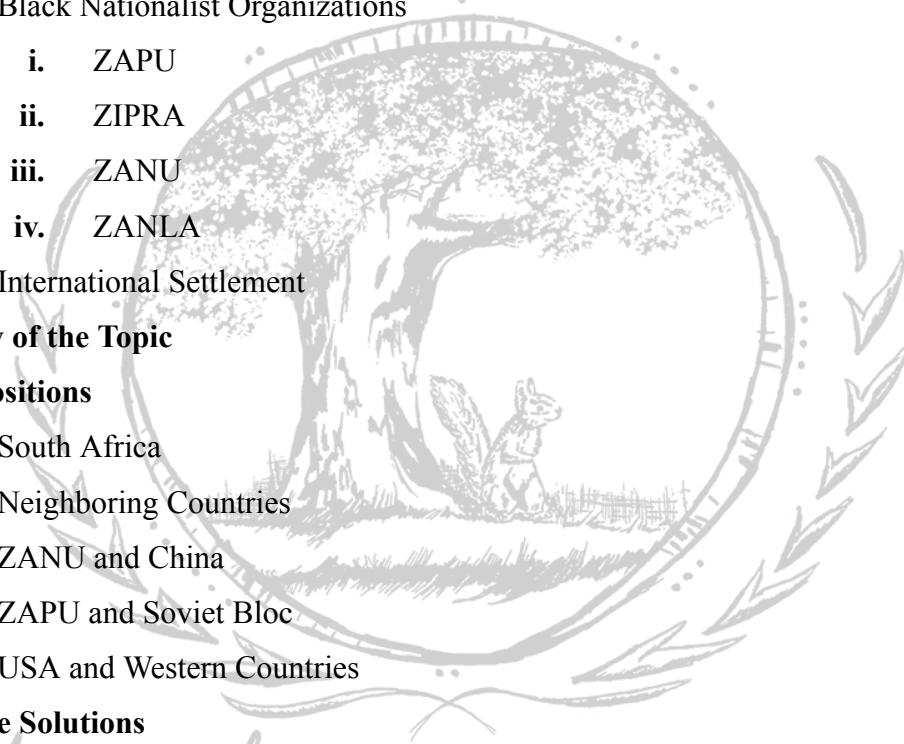 Black Nationalist Organizations
i. ZAPU
ii. ZIPRA
iii. ZANU
iv. ZANLA
International Settlement
of the Topic
South Africa
Neighboring Countries
ZANU and China
ZAPU and Soviet Bloc
USA and Western Countries
Solutions